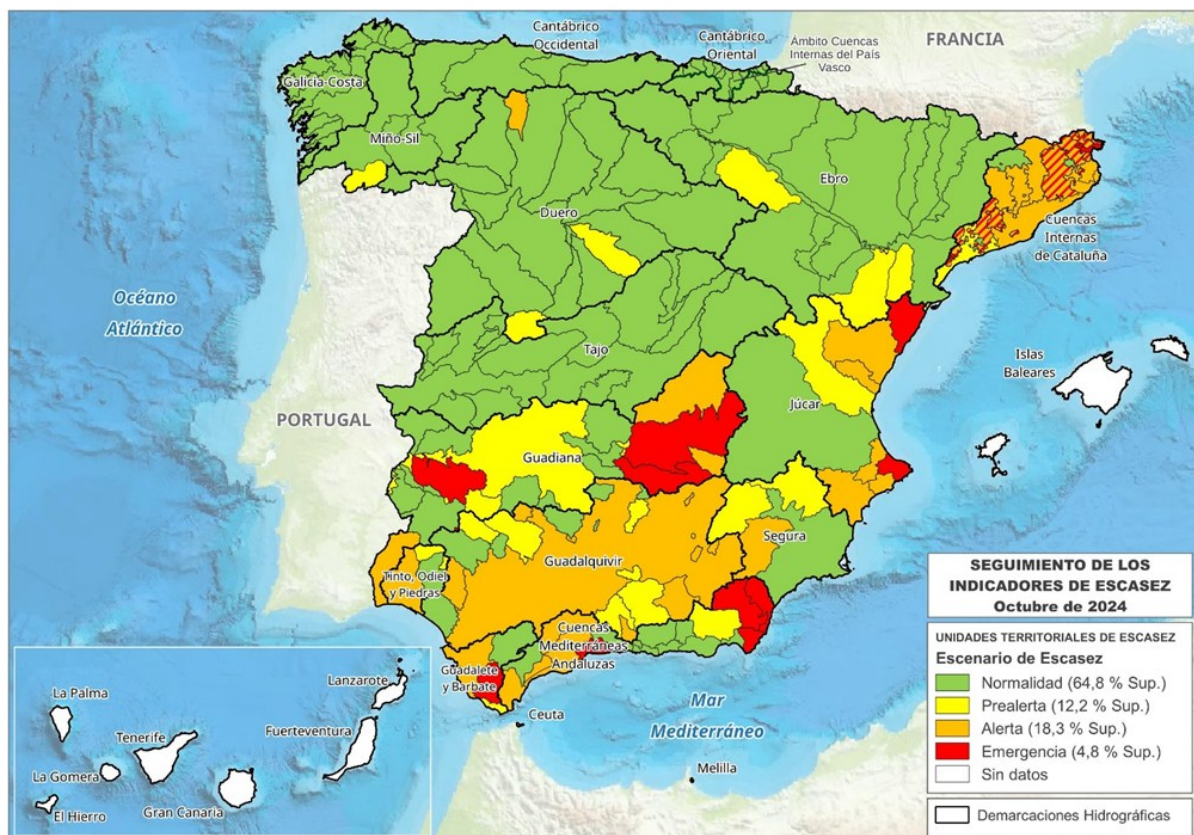 Cantábrico
Occidental
Cantábrico
Oriental
Ámbito Cuencas
Internas del País
Vasco
FRANCIA
Galicia-Costa
Miño-Sil
Ebro
Duero
Cuencas
Internas
de Cataluña
Océano
Atlántico
Tajo
Islas
Baleares
PORTUGAL
Júcar
Guadiana
Segura
Guadalquivir
Tinto, Odiel
y Piedras
Cuencas
Mediterráneas
Andaluzas
Guadalete
y Barbate
Ceuta
Mar
Mediterráneo
Melilla
La Palma
Lanzarote
Tenerife
Fuerteventura
La Gomera
El Hierro
Gran Canaria
SEGUIMIENTO DE LOS
INDICADORES DE ESCASEZ
Octubre de 2024
UNIDADES TERRITORIALES DE ESCASEZ
Escenario de Escasez
Normalidad (64,8 % Sup.)
Prealerta (12,2 % Sup.)
Alerta (18,3 % Sup.)
Emergencia (4,8 % Sup.)
Sin datos
Demarcaciones Hidrográficas